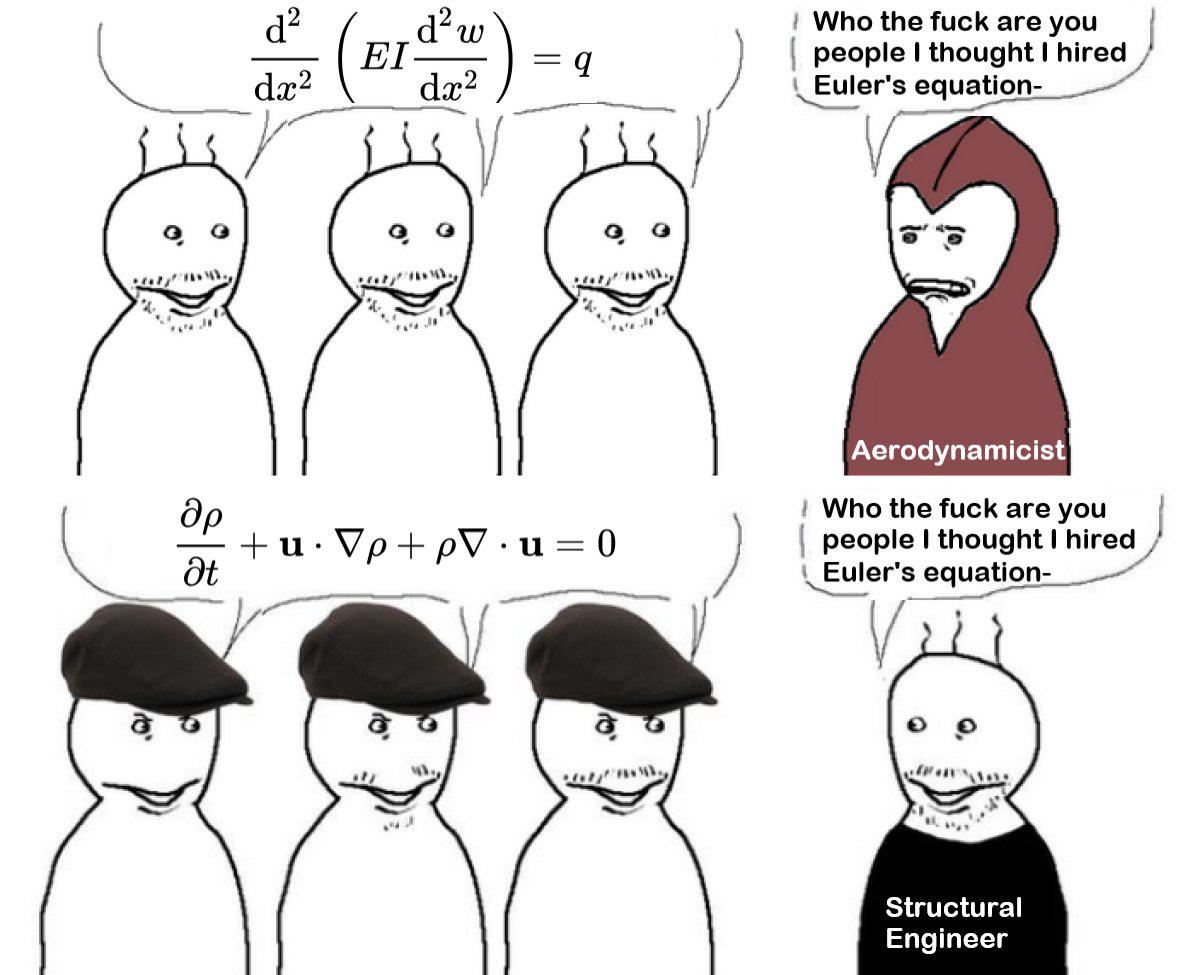 d²/dx² (EI d²w/dx²) = q
Who the fuck are you
people I thought I hired
Euler's equation-
Aerodynamicist
∂ρ/∂t + u · ∇ρ + ρ∇ · u = 0
Who the fuck are you
people I thought I hired
Euler's equation-
Structural
Engineer